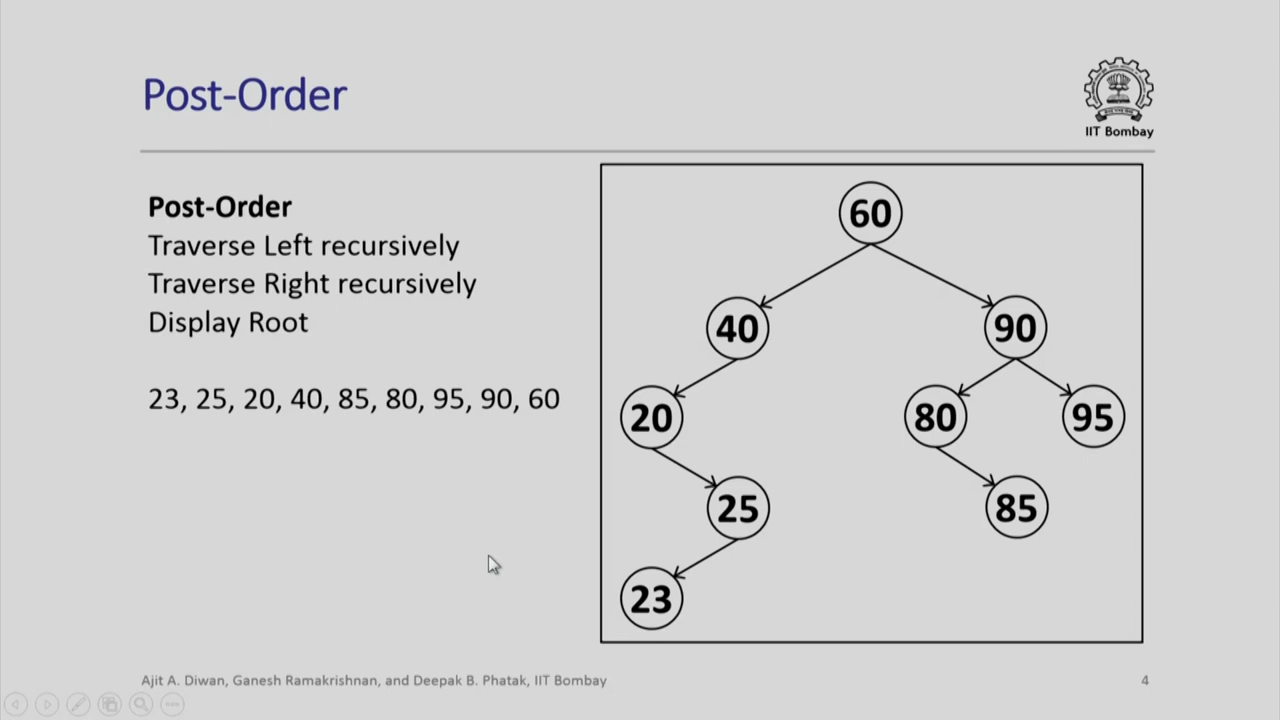 Post-Order
IIT Bombay
Post-Order
Traverse Left recursively
Traverse Right recursively
Display Root
23, 25, 20, 40, 85, 80, 95, 90, 60
60
40
90
20
80
95
25
85
23
Ajit A. Diwan, Ganesh Ramakrishnan, and Deepak B. Phatak, IIT Bombay
4